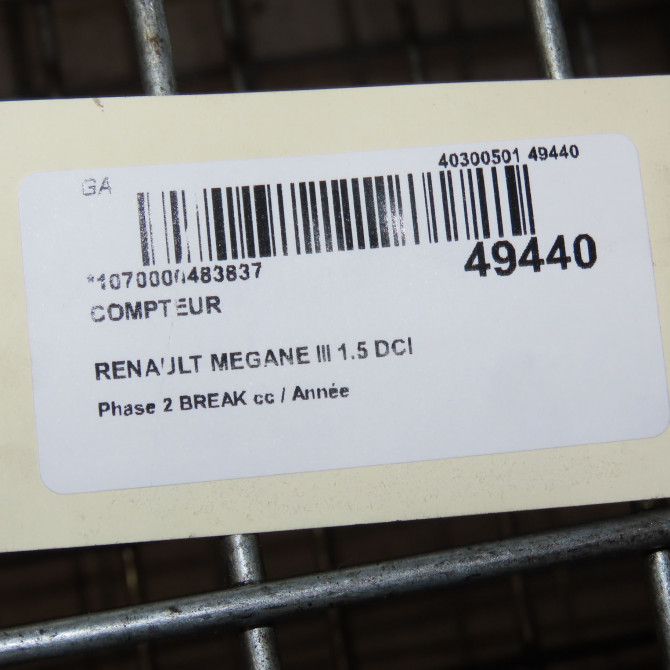 GA
40300501 49440
*1070000483837
49440
COMPTEUR
RENAULT MEGANE III 1.5 DCI
Phase 2 BREAK cc / Année